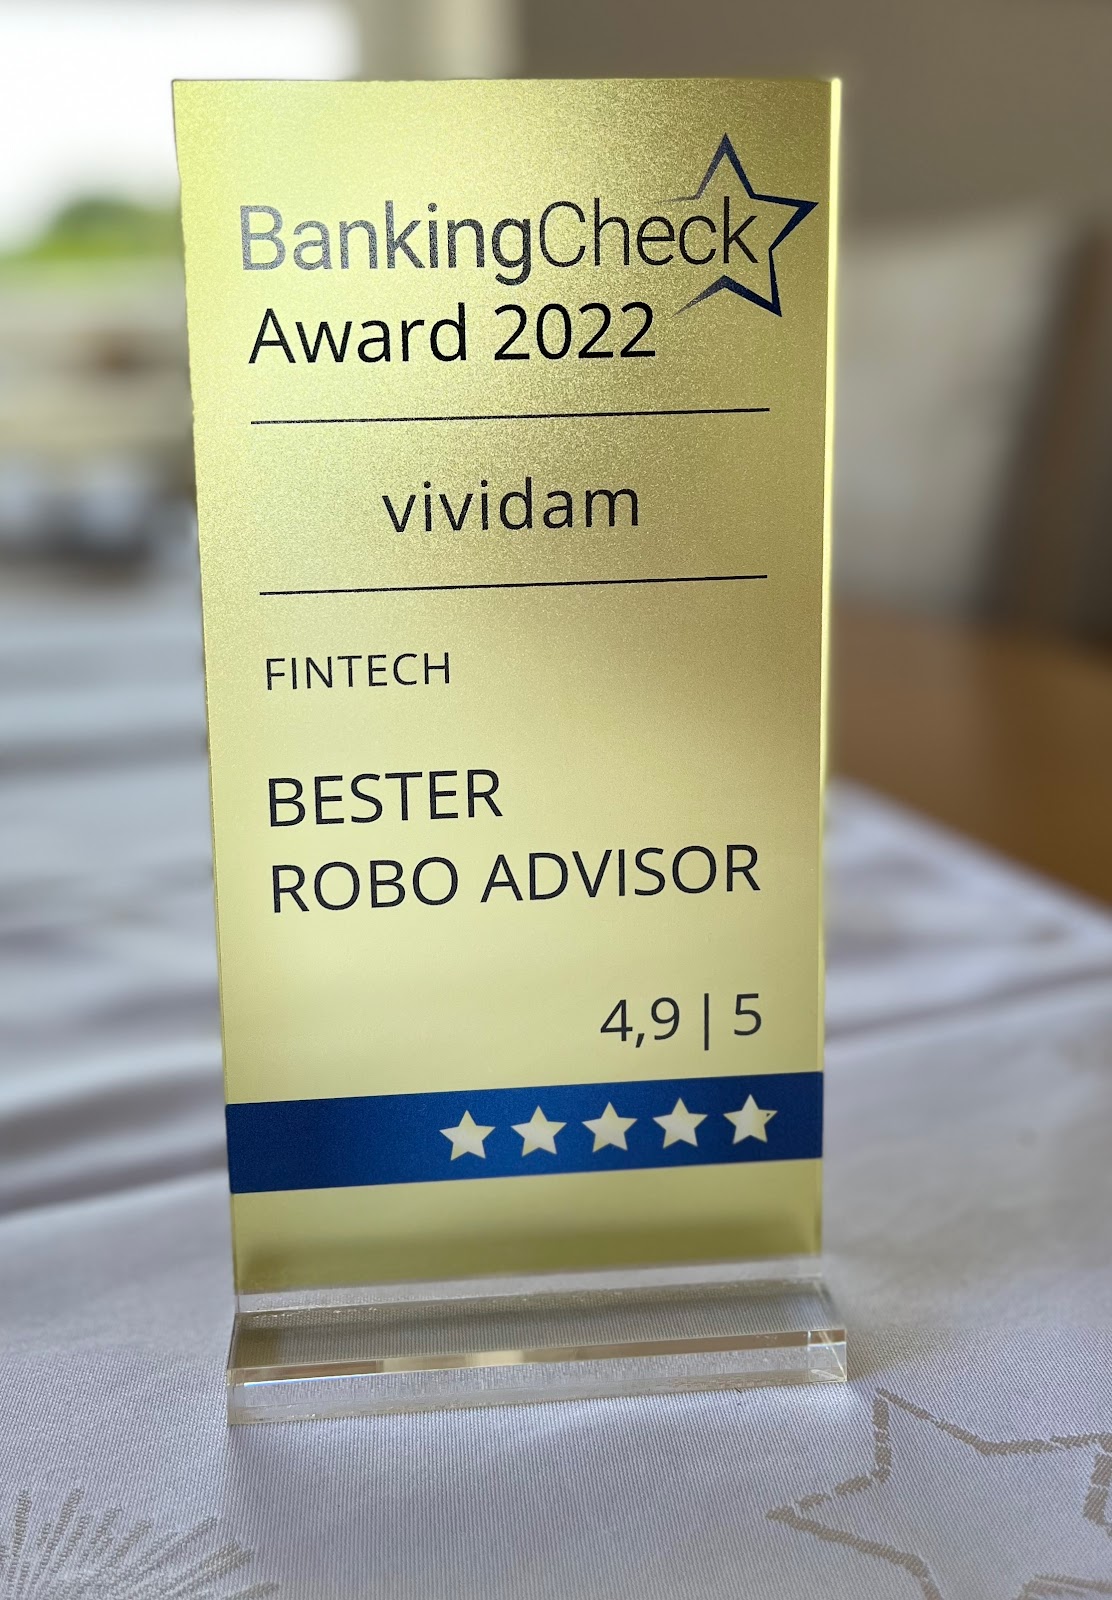 BankingCheck
Award 2022
vividam
FINTECH
BESTER
ROBO ADVISOR
4,9 | 5